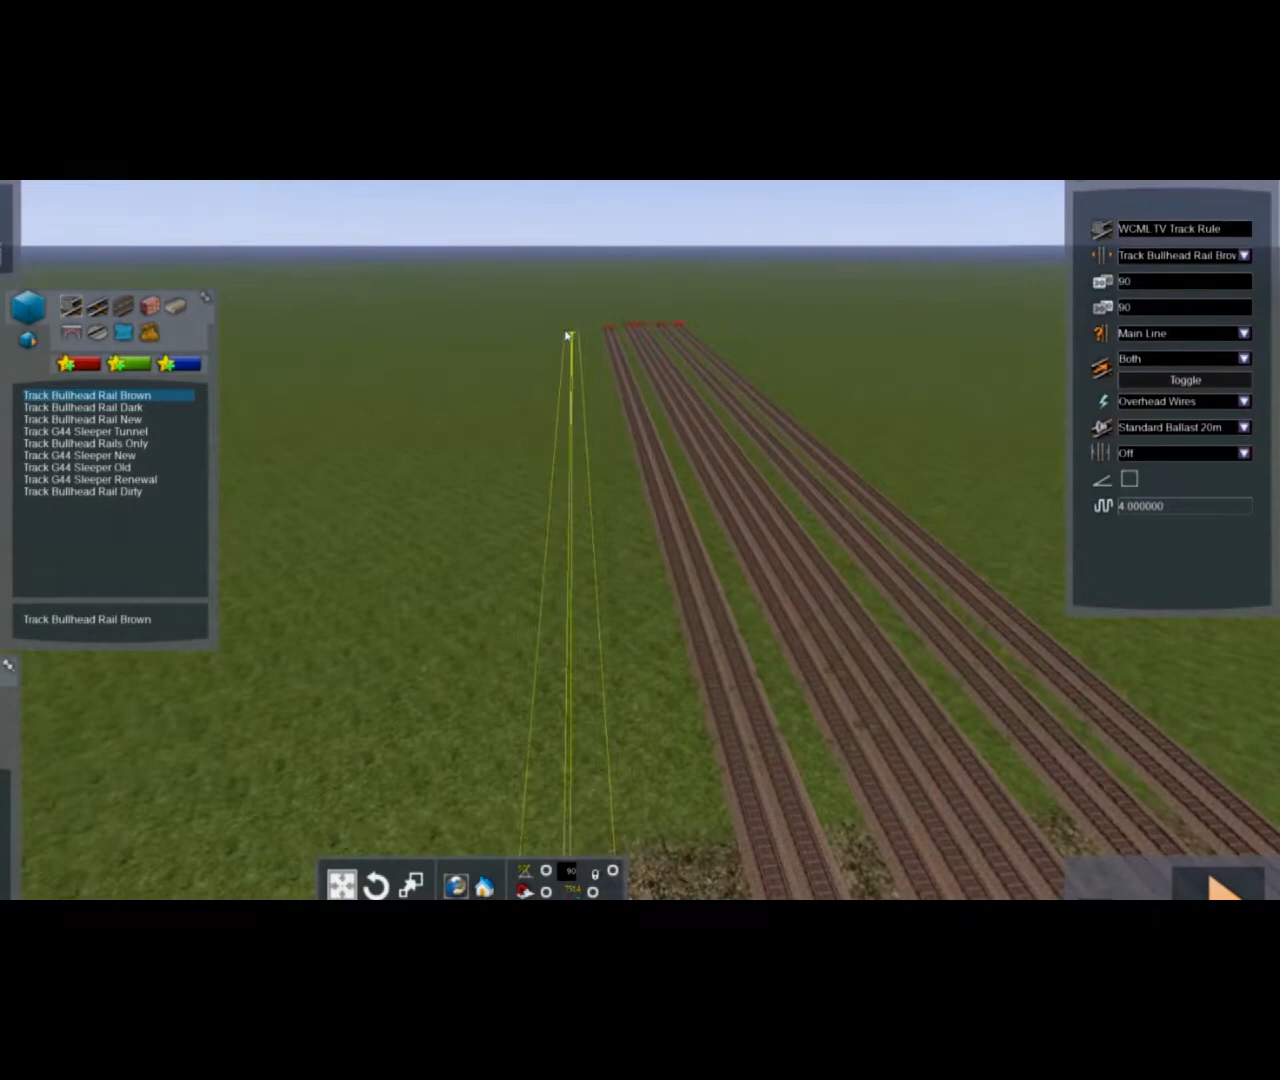 Track Bullhead Rail Brown
Track Bullhead Rail Dark
Track Bullhead Rail New
Track G44 Sleeper Tunnel
Track Bullhead Rails Only
Track G44 Sleeper New
Track G44 Sleeper Old
Track G44 Sleeper Renewal
Track Bullhead Rail Dirty
Track Bullhead Rail Brown
WCML TV Track Rule
Track Bullhead Rail Brov
90
90
Main Line
Both
Toggle
Overhead Wires
Standard Ballast 20m
Off
4.000000
90